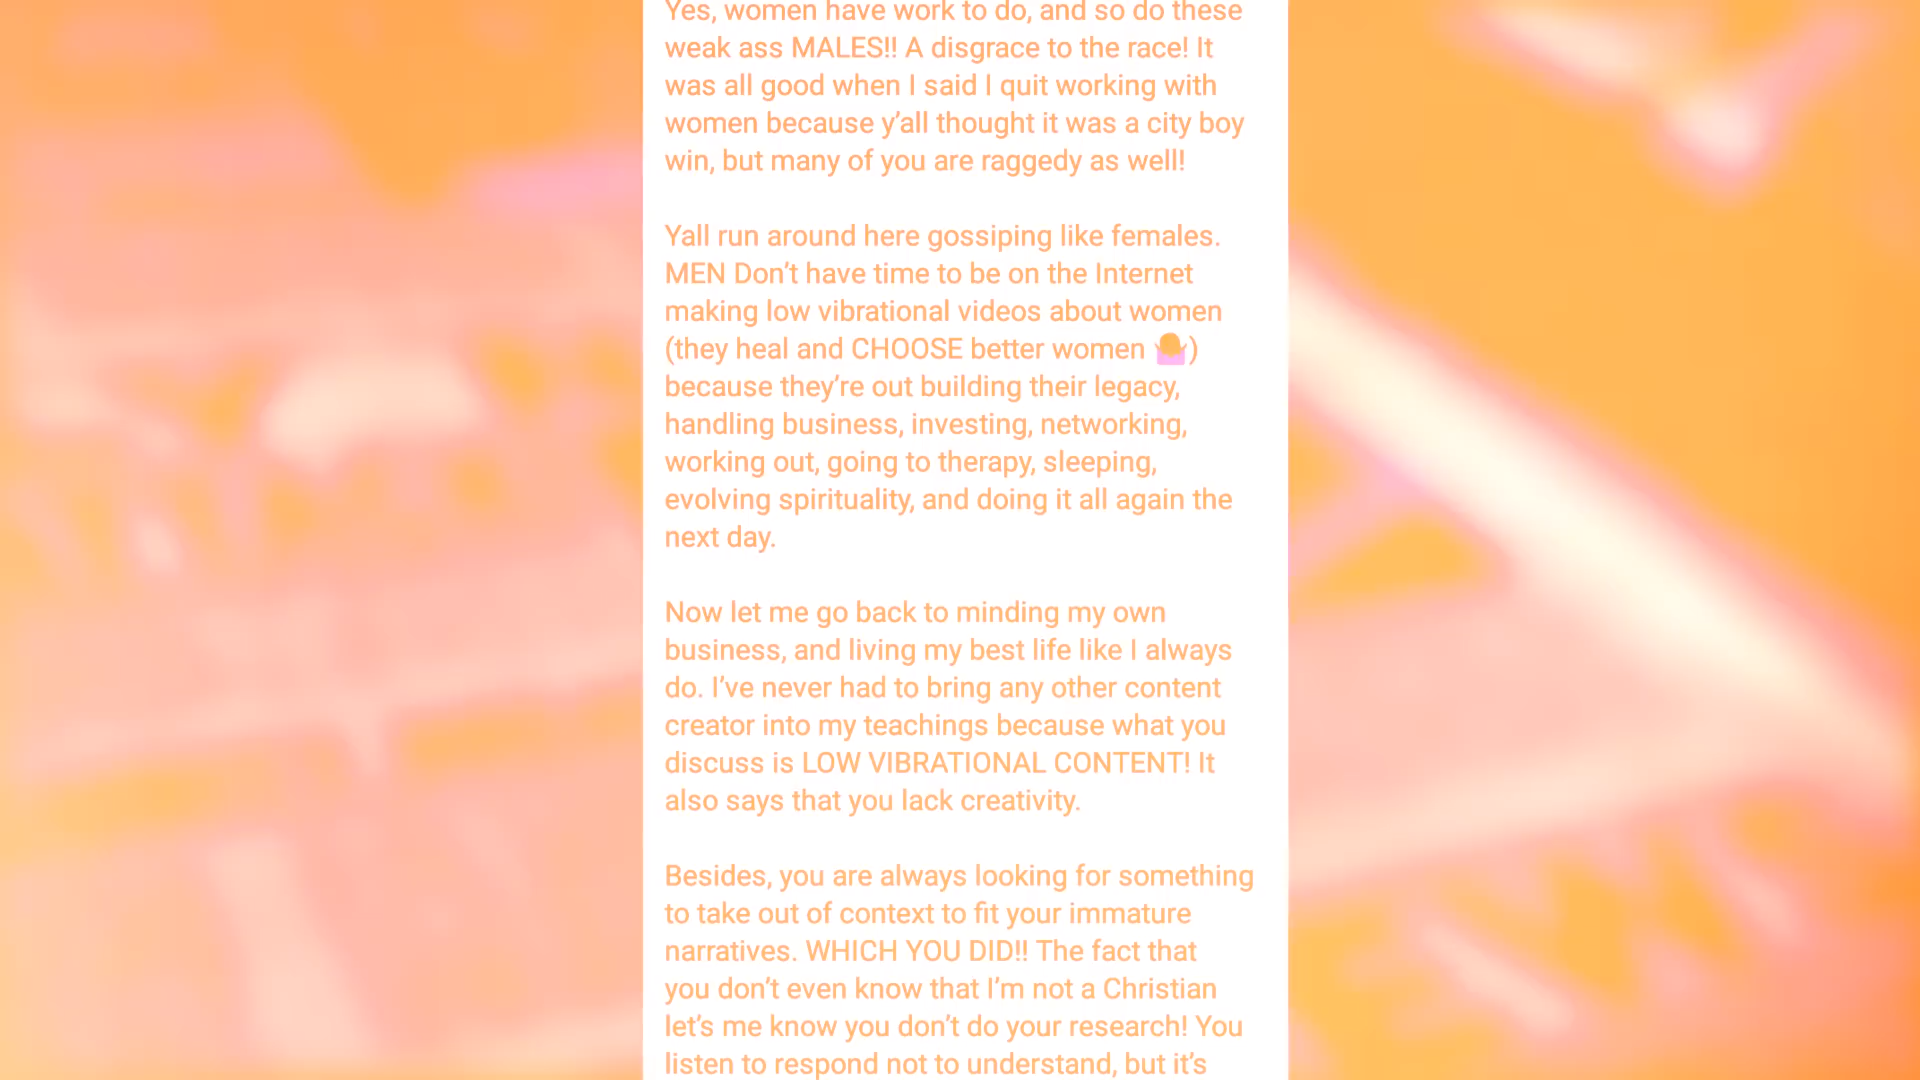 Yes, women have work to do, and so do these
weak ass MALES!! A disgrace to the race! It
was all good when I said I quit working with
women because y’all thought it was a city boy
win, but many of you are raggedy as well!
Yall run around here gossiping like females.
MEN Don’t have time to be on the Internet
making low vibrational videos about women
(they heal and CHOOSE better women 🤷‍♀️)
because they’re out building their legacy,
handling business, investing, networking,
working out, going to therapy, sleeping,
evolving spirituality, and doing it all again the
next day.
Now let me go back to minding my own
business, and living my best life like I always
do. I’ve never had to bring any other content
creator into my teachings because what you
discuss is LOW VIBRATIONAL CONTENT! It
also says that you lack creativity.
Besides, you are always looking for something
to take out of context to fit your immature
narratives. WHICH YOU DID!! The fact that
you don’t even know that I’m not a Christian
let’s me know you don’t do your research! You
listen to respond not to understand, but it’s